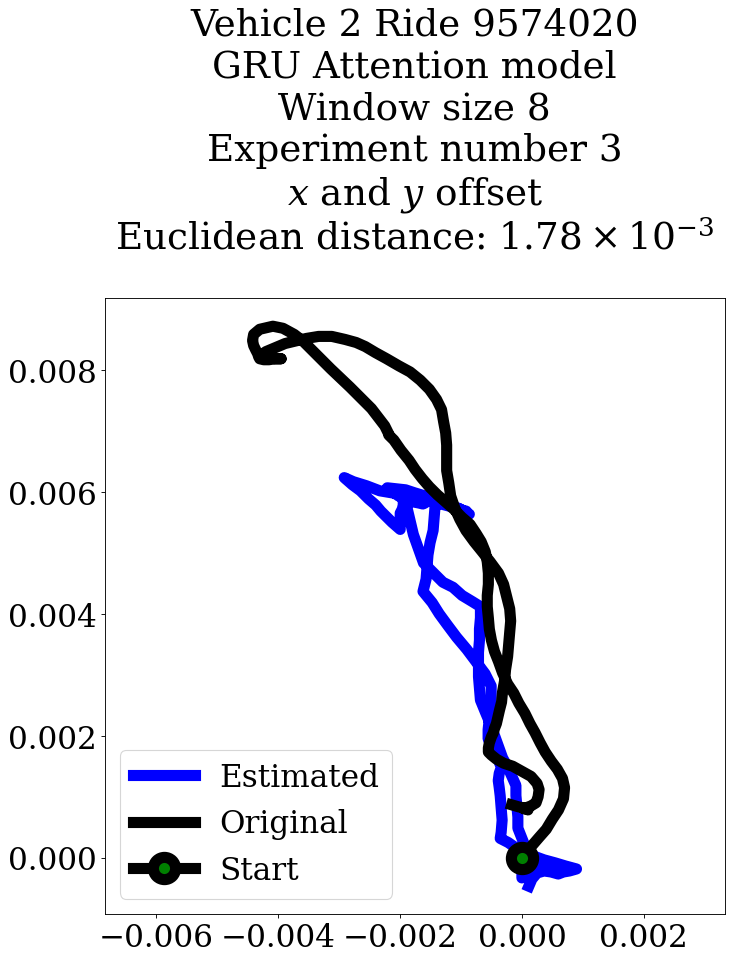 Vehicle 2 Ride 9574020
GRU Attention model
Window size 8
Experiment number 3
x and y offset
Euclidean distance: 1.78 × 10⁻³
0.008
0.006
0.004
0.002
0.000
Estimated
Original
Start
−0.006 −0.004 −0.002 0.000 0.002